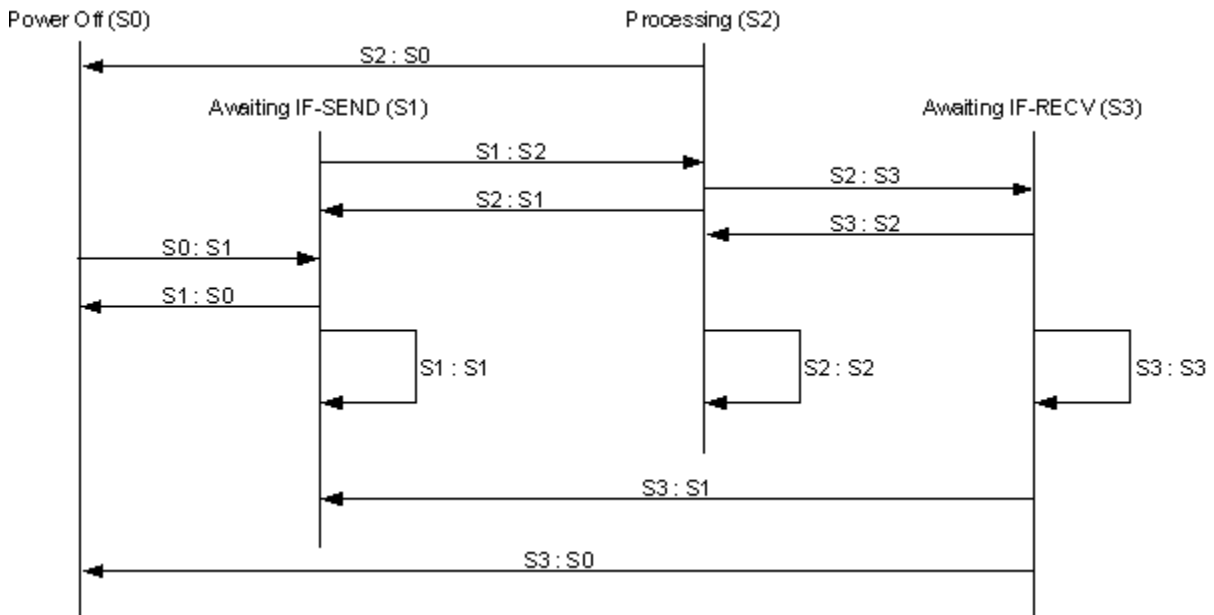 Power Off (S0)
Processing (S2)
S2 : S0
Awaiting IF-SEND (S1)
Awaiting IF-RECV (S3)
S1 : S2
S2 : S3
S2 : S1
S3 : S2
S0 : S1
S1 : S0
S1 : S1
S2 : S2
S3 : S3
S3 : S1
S3 : S0